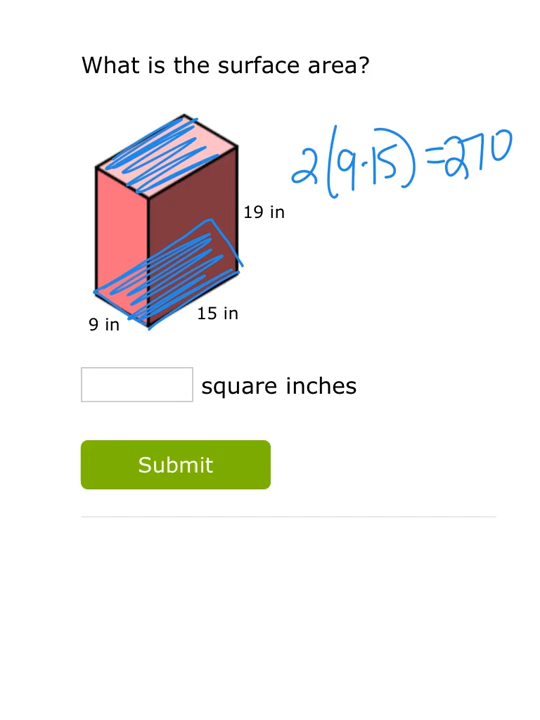 What is the surface area?
2(9·15)=270
19 in
15 in
9 in
square inches
Submit